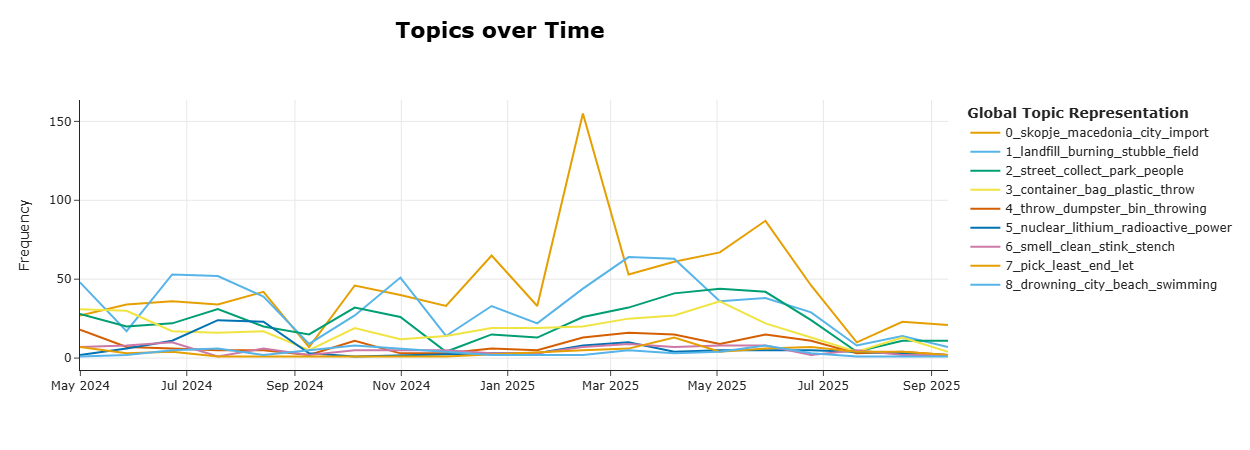 Topics over Time
Global Topic Representation
0_skopje_macedonia_city_import
1_landfill_burning_stubble_field
2_street_collect_park_people
3_container_bag_plastic_throw
4_throw_dumpster_bin_throwing
5_nuclear_lithium_radioactive_power
6_smell_clean_stink_stench
7_pick_least_end_let
8_drowning_city_beach_swimming
Frequency
150
100
50
0
May 2024 Jul 2024 Sep 2024 Nov 2024 Jan 2025 Mar 2025 May 2025 Jul 2025 Sep 2025